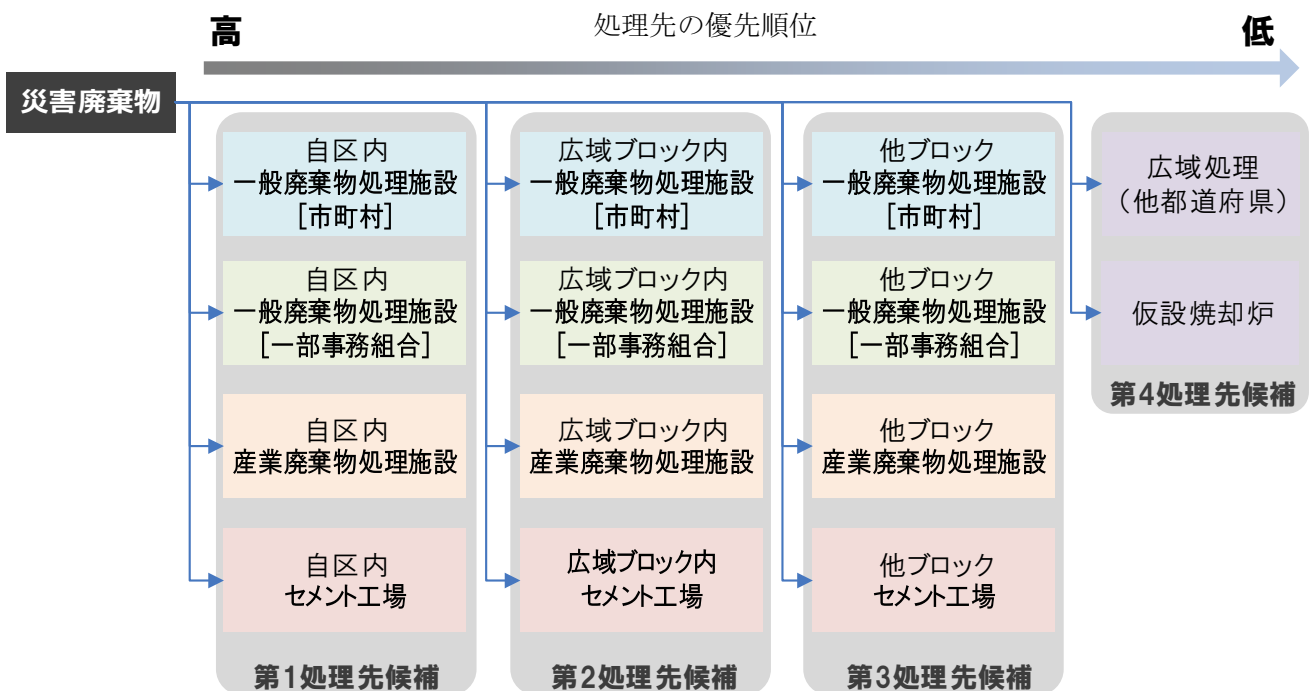 高
処理先の優先順位
低
災害廃棄物
自区内
一般廃棄物処理施設
[市町村]
自区内
一般廃棄物処理施設
[一部事務組合]
自区内
産業廃棄物処理施設
自区内
セメント工場
第1処理先候補
広域ブロック内
一般廃棄物処理施設
[市町村]
広域ブロック内
一般廃棄物処理施設
[一部事務組合]
広域ブロック内
産業廃棄物処理施設
広域ブロック内
セメント工場
第2処理先候補
他ブロック
一般廃棄物処理施設
[市町村]
他ブロック
一般廃棄物処理施設
[一部事務組合]
他ブロック
産業廃棄物処理施設
他ブロック
セメント工場
第3処理先候補
広域処理
（他都道府県）
仮設焼却炉
第4処理先候補